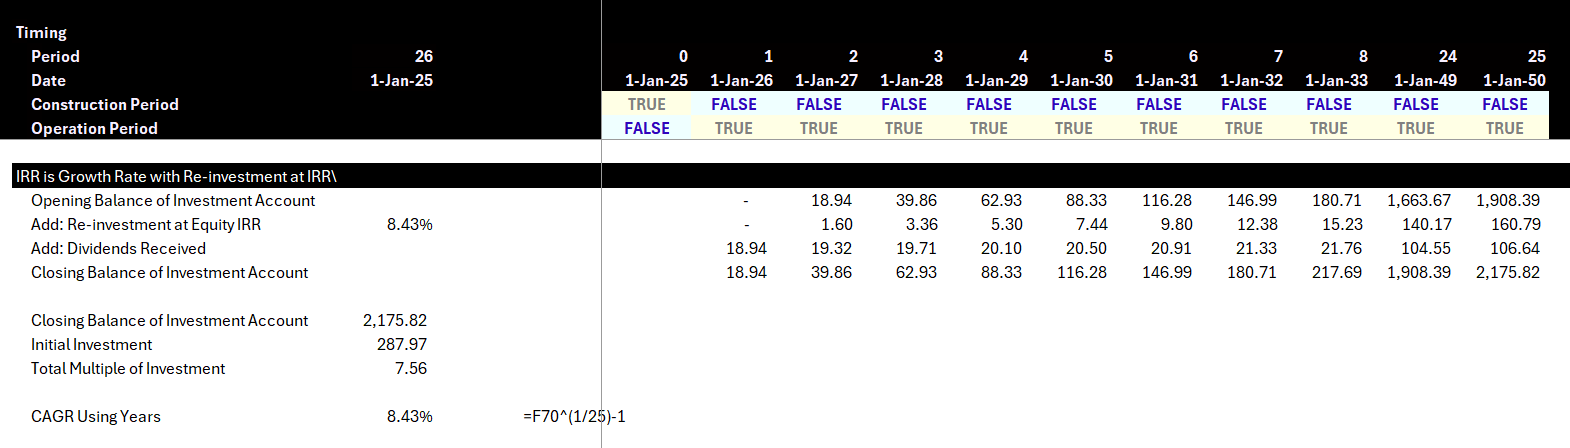 Timing
Period 26 0 1 2 3 4 5 6 7 8 24 25
Date 1-Jan-25 1-Jan-25 1-Jan-26 1-Jan-27 1-Jan-28 1-Jan-29 1-Jan-30 1-Jan-31 1-Jan-32 1-Jan-33 1-Jan-49 1-Jan-50
Construction Period TRUE FALSE FALSE FALSE FALSE FALSE FALSE FALSE FALSE FALSE FALSE
Operation Period FALSE TRUE TRUE TRUE TRUE TRUE TRUE TRUE TRUE TRUE TRUE
IRR is Growth Rate with Re-investment at IRR\
Opening Balance of Investment Account - 18.94 39.86 62.93 88.33 116.28 146.99 180.71 1,663.67 1,908.39
Add: Re-investment at Equity IRR 8.43% - 1.60 3.36 5.30 7.44 9.80 12.38 15.23 140.17 160.79
Add: Dividends Received 18.94 19.32 19.71 20.10 20.50 20.91 21.33 21.76 104.55 106.64
Closing Balance of Investment Account 18.94 39.86 62.93 88.33 116.28 146.99 180.71 217.69 1,908.39 2,175.82
Closing Balance of Investment Account 2,175.82
Initial Investment 287.97
Total Multiple of Investment 7.56
CAGR Using Years 8.43% =F70^(1/25)-1